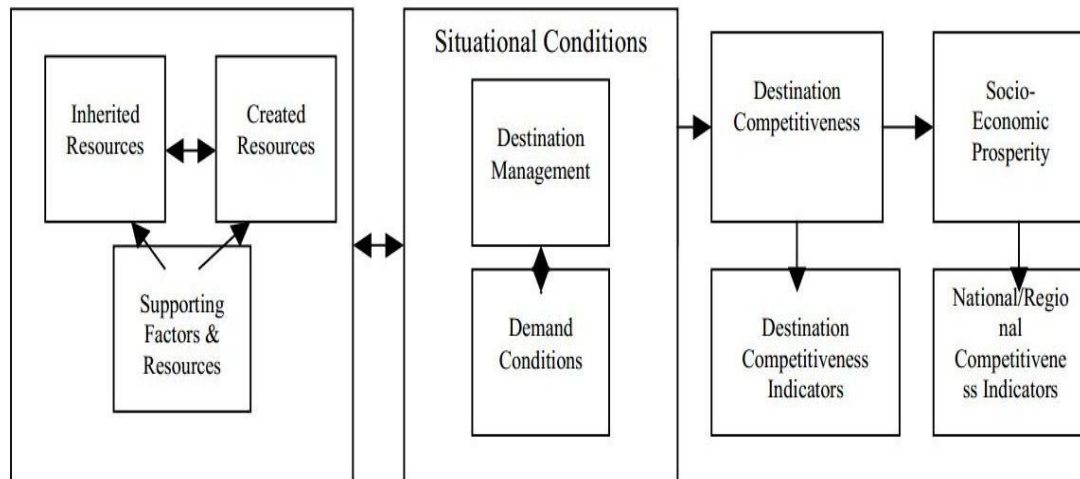 Situational Conditions
Inherited
Resources
Created
Resources
Supporting
Factors &
Resources
Destination
Management
Demand
Conditions
Destination
Competitiveness
Socio-
Economic
Prosperity
Destination
Competitiveness
Indicators
National/Regio
nal
Competitivene
ss Indicators